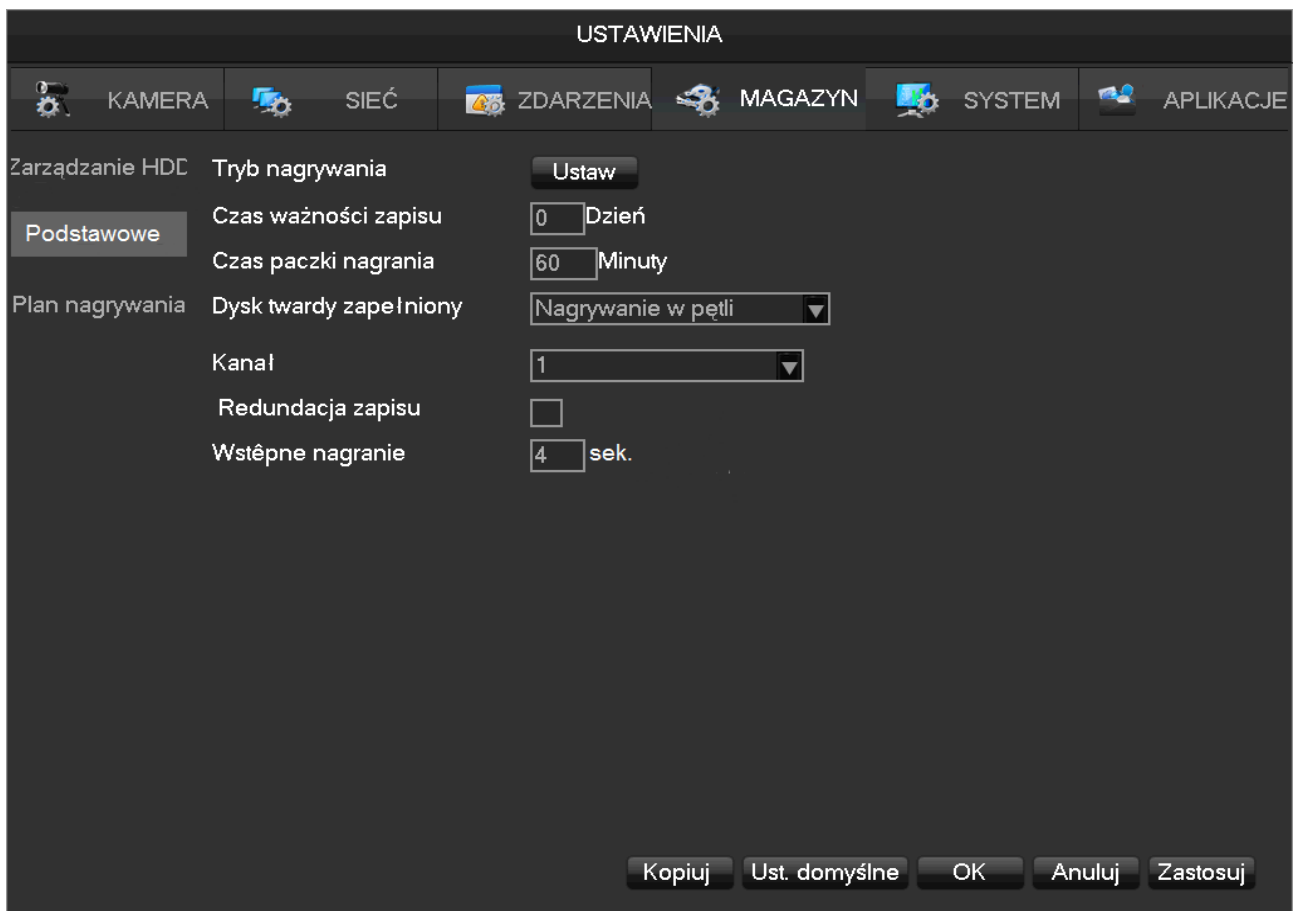 USTAWIENIA
KAMERA SIEĆ ZDARZENIA MAGAZYN SYSTEM APLIKACJE
Zarządzanie HDD Tryb nagrywania Ustaw
Czas ważności zapisu 0 Dzień
Podstawowe
Czas paczki nagrania 60 Minuty
Plan nagrywania Dysk twardy zapełniony Nagrywanie w pętli
Kanał 1
Redundacja zapisu
Wstêpne nagranie 4 sek.
Kopiuj Ust. domyślne OK Anuluj Zastosuj